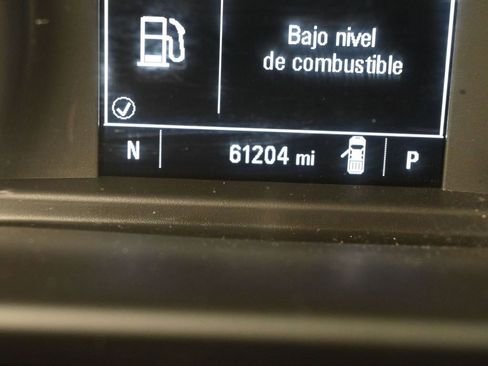 Bajo nivel
de combustible
N 61204 mi P